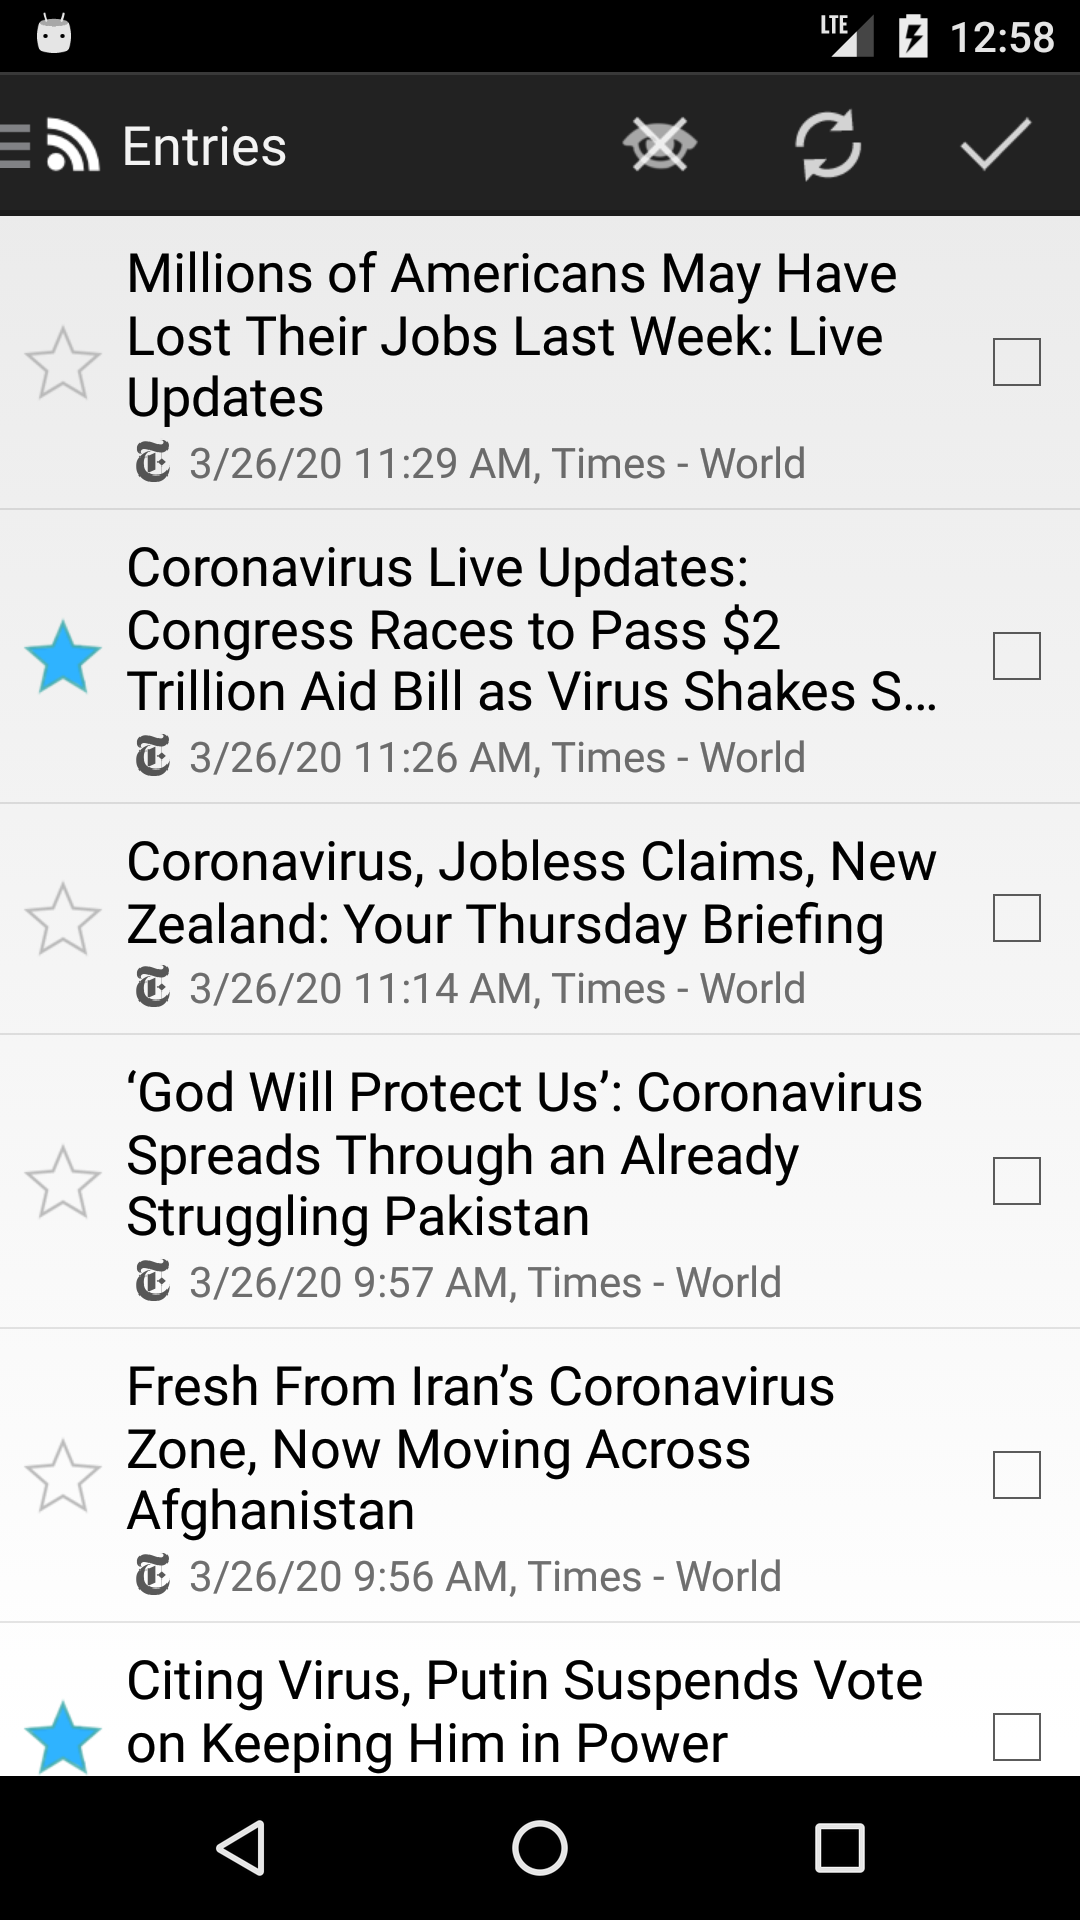 LTE 12:58
Entries
Millions of Americans May Have
Lost Their Jobs Last Week: Live
Updates
3/26/20 11:29 AM, Times - World
Coronavirus Live Updates:
Congress Races to Pass $2
Trillion Aid Bill as Virus Shakes S...
3/26/20 11:26 AM, Times - World
Coronavirus, Jobless Claims, New
Zealand: Your Thursday Briefing
3/26/20 11:14 AM, Times - World
‘God Will Protect Us’: Coronavirus
Spreads Through an Already
Struggling Pakistan
3/26/20 9:57 AM, Times - World
Fresh From Iran’s Coronavirus
Zone, Now Moving Across
Afghanistan
3/26/20 9:56 AM, Times - World
Citing Virus, Putin Suspends Vote
on Keeping Him in Power